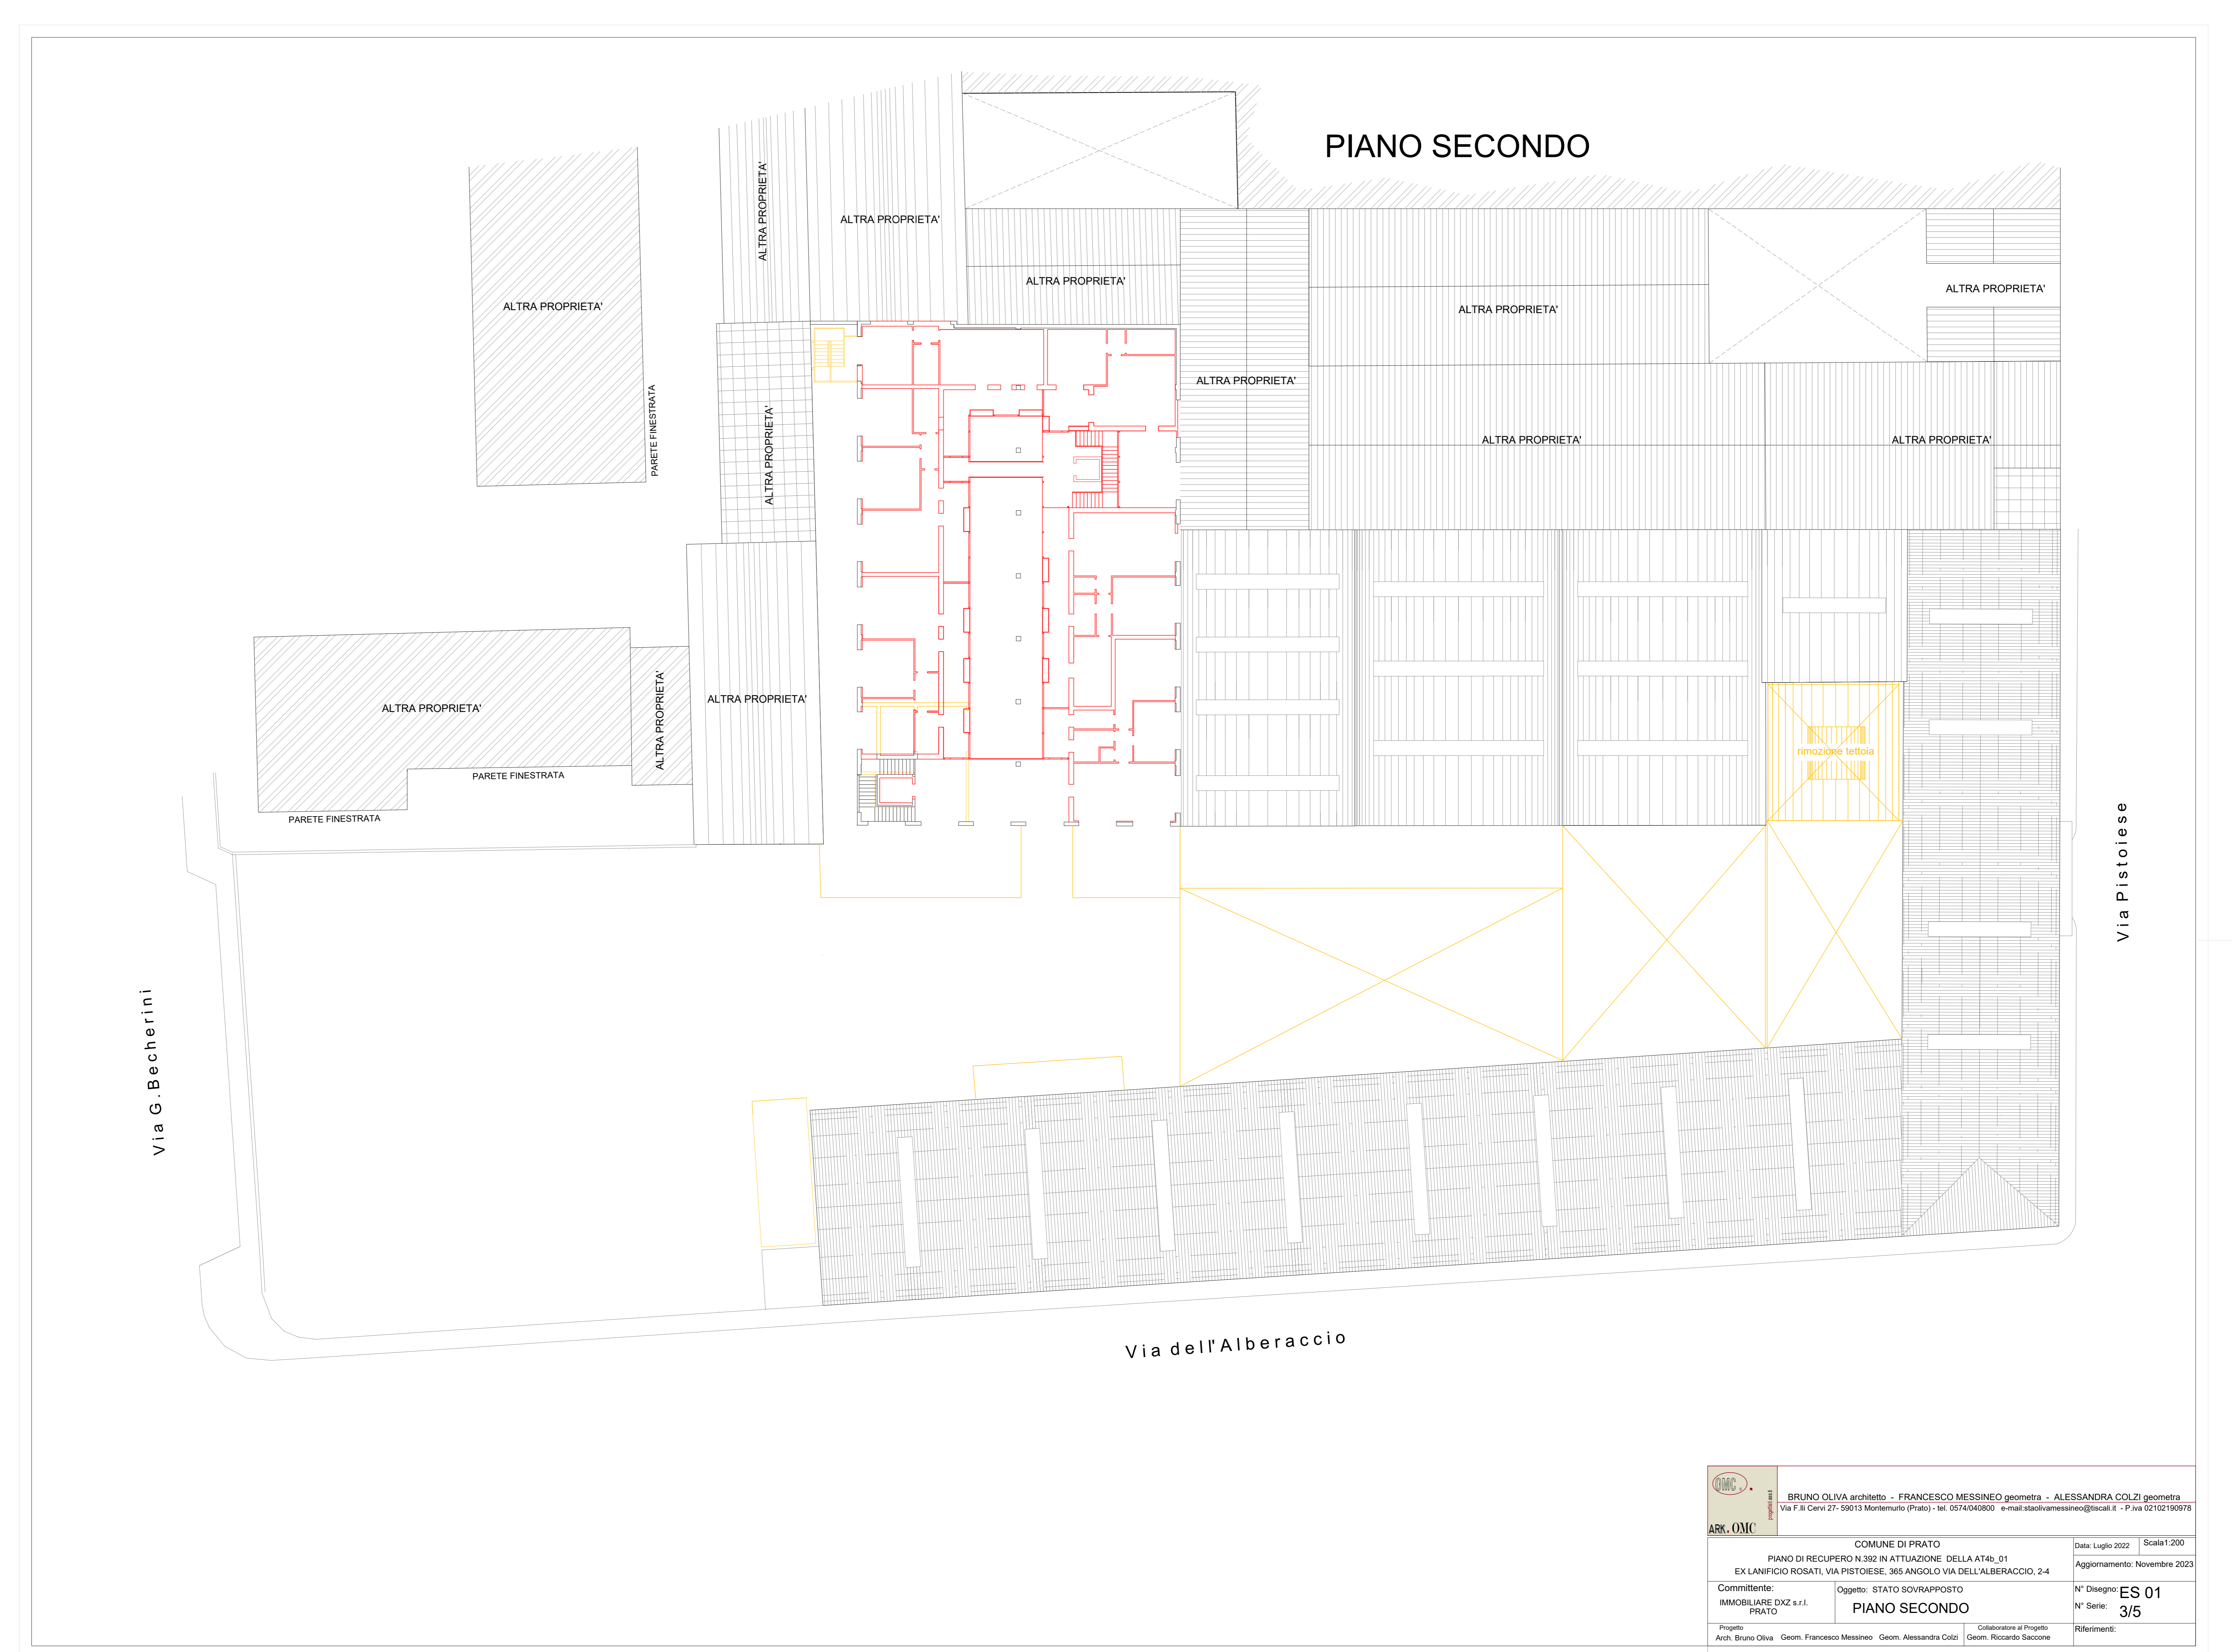 PIANO SECONDO
ALTRA PROPRIETA'
ALTRA PROPRIETA'
ALTRA PROPRIETA'
ALTRA PROPRIETA'
ALTRA PROPRIETA'
ALTRA PROPRIETA'
ALTRA PROPRIETA'
ALTRA PROPRIETA'
PARETE FINESTRATA
ALTRA PROPRIETA'
ALTRA PROPRIETA'
ALTRA PROPRIETA'
ALTRA PROPRIETA'
ALTRA PROPRIETA'
ALTRA PROPRIETA'
PARETE FINESTRATA
PARETE FINESTRATA
rimozione tettoia
Via Pistoiese
Via G. Becherini
Via dell'Alberaccio
OMC
progettisti ass.ti
ARK. OMC
BRUNO OLIVA architetto - FRANCESCO MESSINEO geometra - ALESSANDRA COLZI geometra
Via F.lli Cervi 27- 59013 Montemurlo (Prato) - tel. 0574/040800 e-mail:staolivamessineo@tiscali.it - P.iva 02102190978
COMUNE DI PRATO
PIANO DI RECUPERO N.392 IN ATTUAZIONE DELLA AT4b_01
EX LANIFICIO ROSATI, VIA PISTOIESE, 365 ANGOLO VIA DELL'ALBERACCIO, 2-4
Data: Luglio 2022
Scala1:200
Aggiornamento: Novembre 2023
Committente:
IMMOBILIARE DXZ s.r.l.
PRATO
Oggetto: STATO SOVRAPPOSTO
PIANO SECONDO
N° Disegno: ES 01
N° Serie: 3/5
Progetto
Arch. Bruno Oliva Geom. Francesco Messineo Geom. Alessandra Colzi
Collaboratore al Progetto
Geom. Riccardo Saccone
Riferimenti: